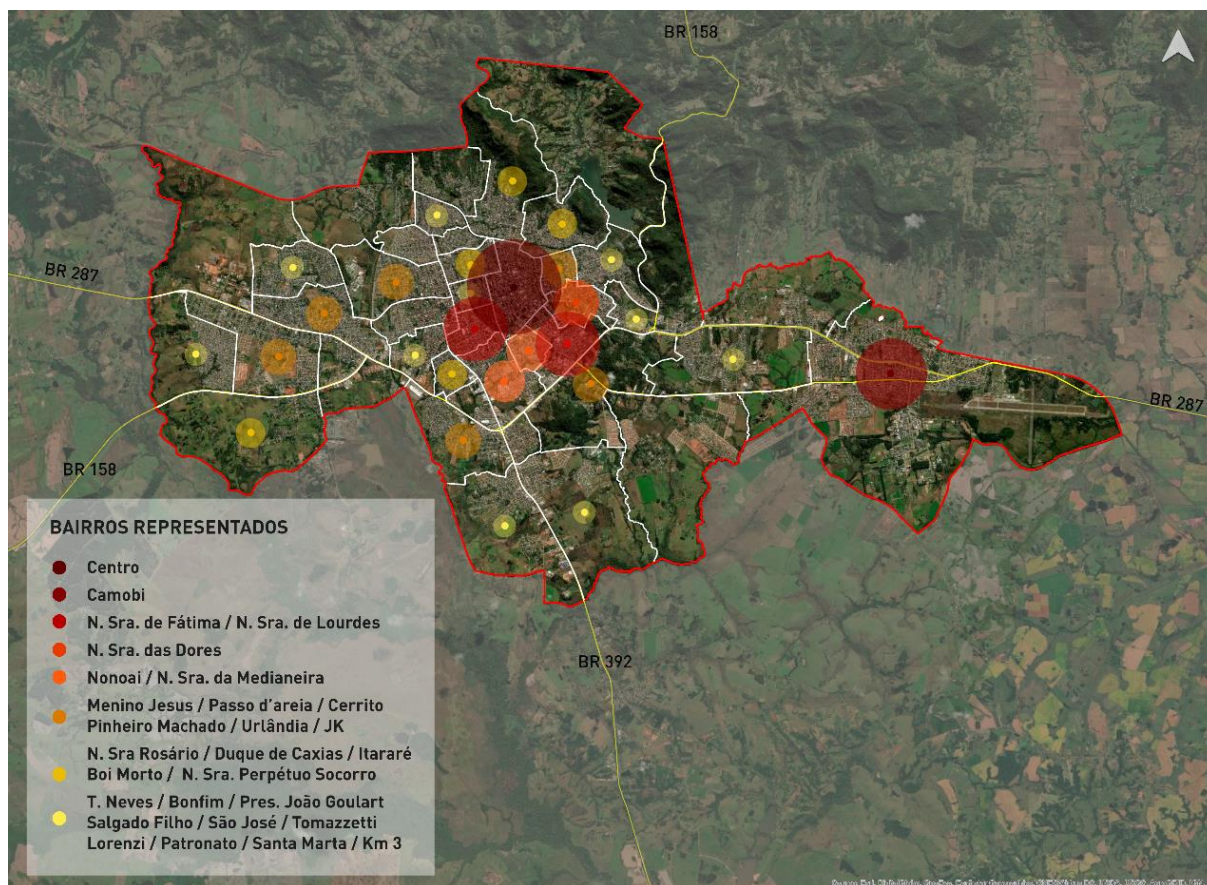 BR 158
BR 287
BR 287
BR 158
BR 392
BAIRROS REPRESENTADOS
Centro
Camobi
N. Sra. de Fátima / N. Sra. de Lourdes
N. Sra. das Dores
Nonoai / N. Sra. da Medianeira
Menino Jesus / Passo d'areia / Cerrito
Pinheiro Machado / Urlândia / JK
N. Sra Rosário / Duque de Caxias / Itararé
Boi Morto / N. Sra. Perpétuo Socorro
T. Neves / Bonfim / Pres. João Goulart
Salgado Filho / São José / Tomazzetti
Lorenzi / Patronato / Santa Marta / Km 3